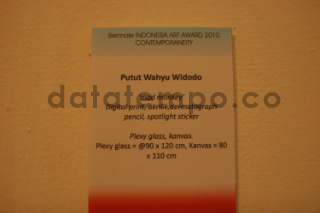 Biennale INDONESIA ART AWARD 2010
CONTEMPORANEITY
Putut Wahyu Widodo
datatempo.co
Digital print, akrilik, dermatograph
pencil, spotlight sticker
Plexy glass, kanvas.
Plexy glass = @90 x 120 cm, Kanvas = 80
x 110 cm